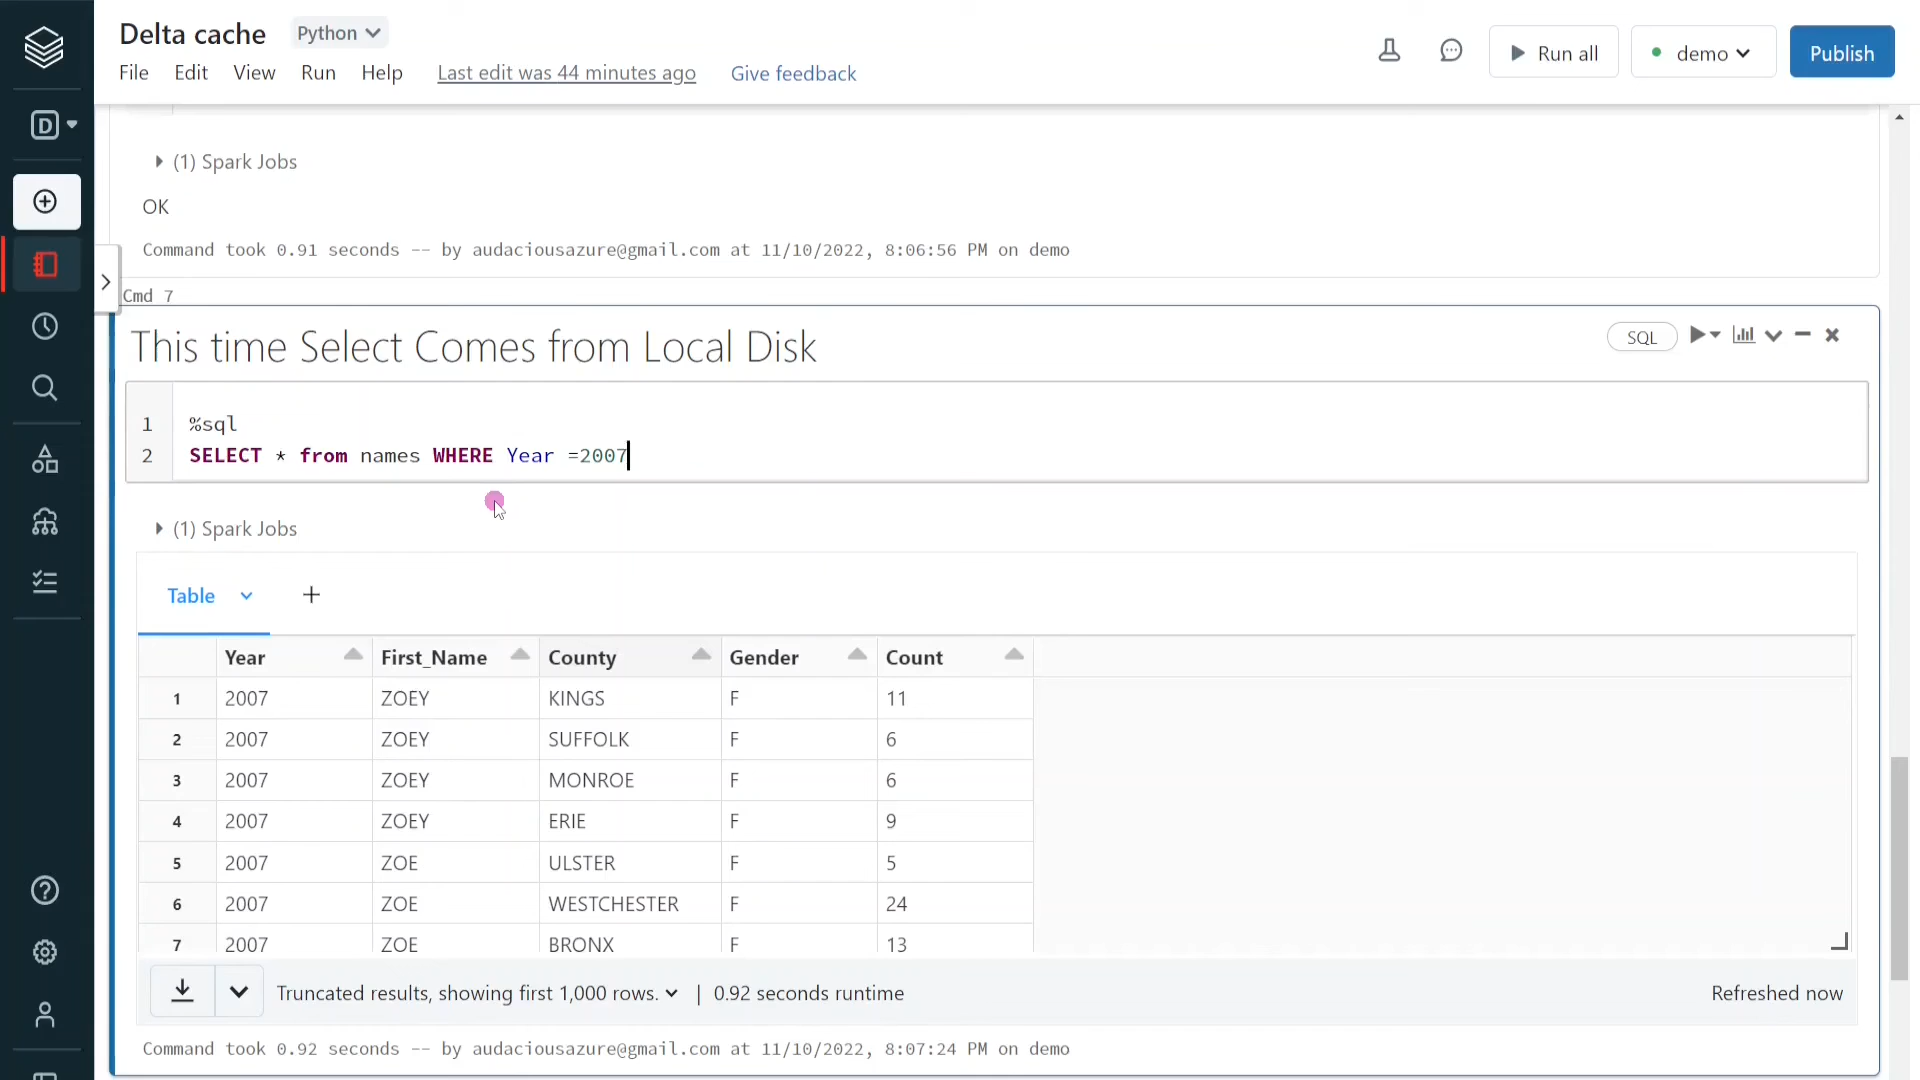 Delta cache Python
File Edit View Run Help Last edit was 44 minutes ago Give feedback
Run all demo Publish
D
(1) Spark Jobs
OK
Command took 0.91 seconds -- by audaciousazure@gmail.com at 11/10/2022, 8:06:56 PM on demo
Cmd 7
This time Select Comes from Local Disk
SQL
1 %sql
2 SELECT * from names WHERE Year =2007
(1) Spark Jobs
Table +
Year First_Name County Gender Count
1 2007 ZOEY KINGS F 11
2 2007 ZOEY SUFFOLK F 6
3 2007 ZOEY MONROE F 6
4 2007 ZOEY ERIE F 9
5 2007 ZOE ULSTER F 5
6 2007 ZOE WESTCHESTER F 24
7 2007 ZOE BRONX F 13
Truncated results, showing first 1,000 rows. | 0.92 seconds runtime Refreshed now
Command took 0.92 seconds -- by audaciousazure@gmail.com at 11/10/2022, 8:07:24 PM on demo